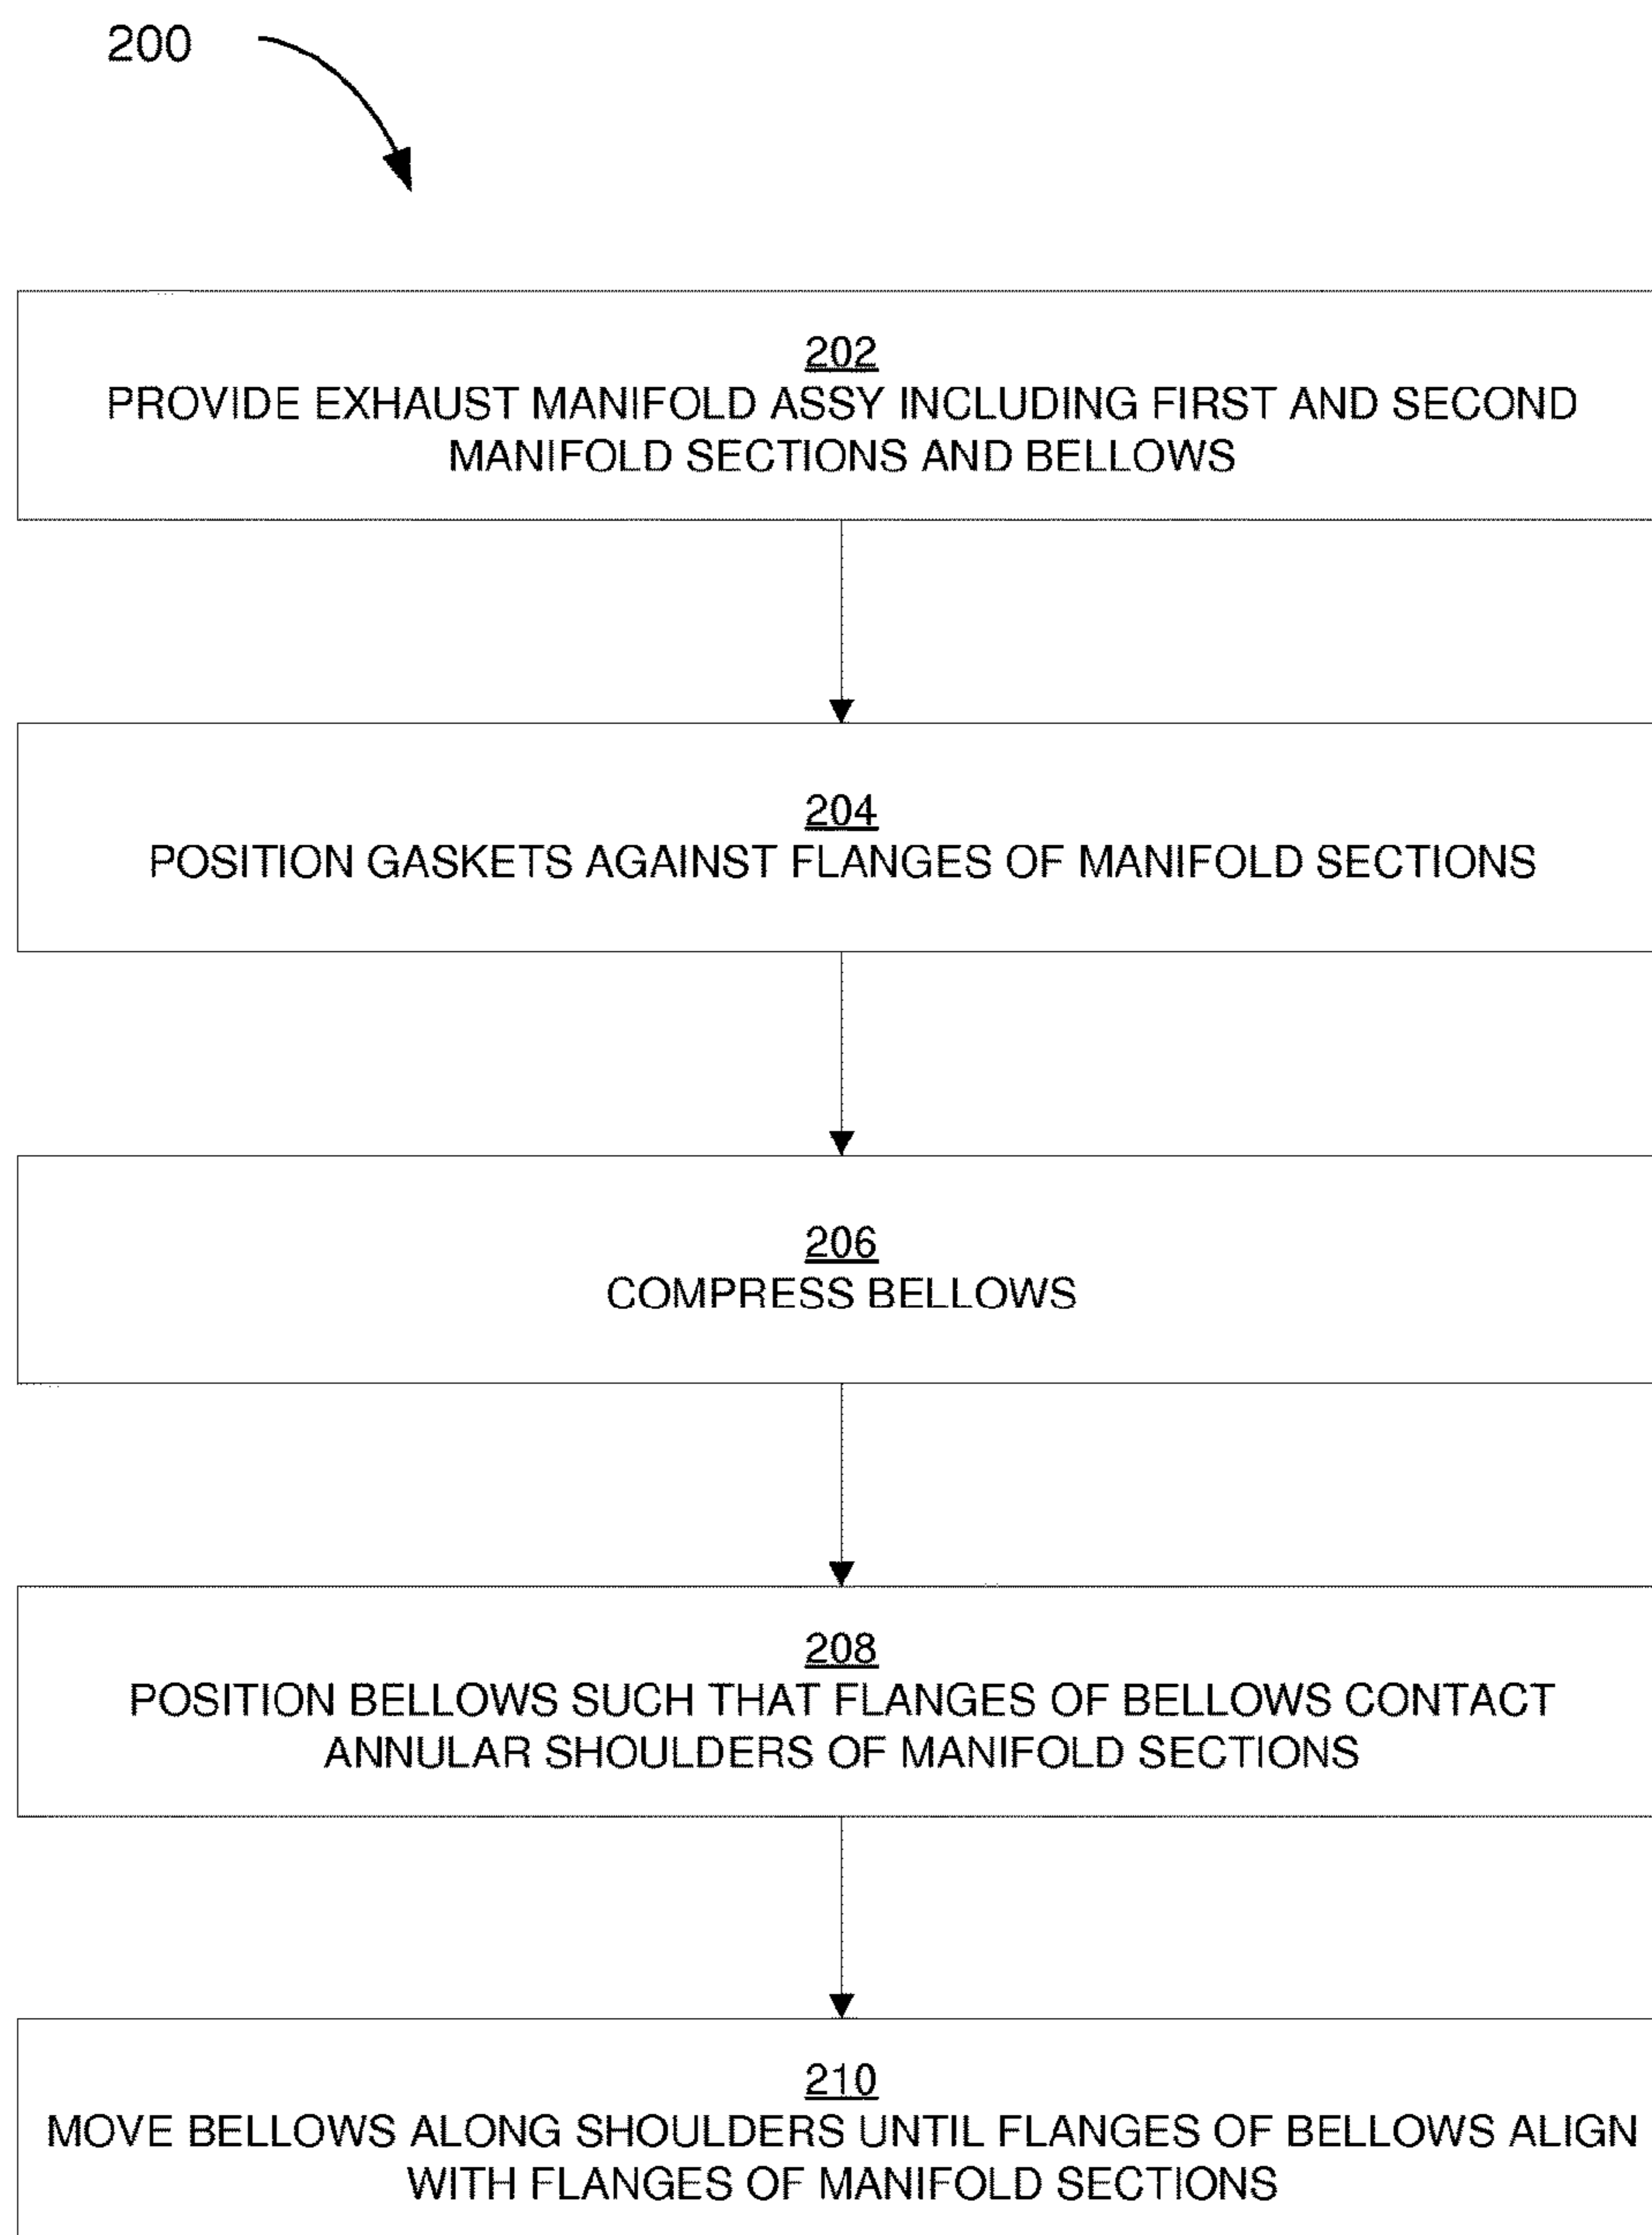 200
202
PROVIDE EXHAUST MANIFOLD ASSY INCLUDING FIRST AND SECOND
MANIFOLD SECTIONS AND BELLOWS
204
POSITION GASKETS AGAINST FLANGES OF MANIFOLD SECTIONS
206
COMPRESS BELLOWS
208
POSITION BELLOWS SUCH THAT FLANGES OF BELLOWS CONTACT
ANNULAR SHOULDERS OF MANIFOLD SECTIONS
210
MOVE BELLOWS ALONG SHOULDERS UNTIL FLANGES OF BELLOWS ALIGN
WITH FLANGES OF MANIFOLD SECTIONS